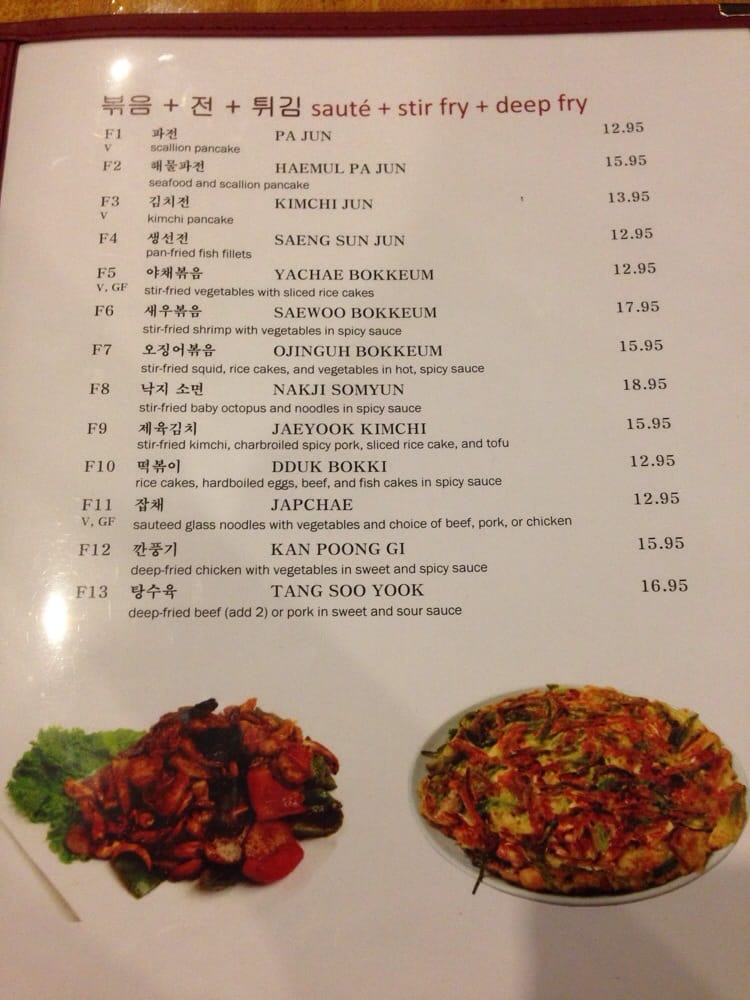 볶음 + 전 + 튀김 sauté + stir fry + deep fry
F1 파전 PA JUN 12.95
V scallion pancake
F2 해물파전 HAEMUL PA JUN 15.95
seafood and scallion pancake
F3 김치전 KIMCHI JUN 13.95
V kimchi pancake
F4 생선전 SAENG SUN JUN 12.95
pan-fried fish fillets
F5 야채볶음 YACHAE BOKKEUM 12.95
V, GF stir-fried vegetables with sliced rice cakes
F6 새우볶음 SAEWOO BOKKEUM 17.95
stir-fried shrimp with vegetables in spicy sauce
F7 오징어볶음 OJINGUH BOKKEUM 15.95
stir-fried squid, rice cakes, and vegetables in hot, spicy sauce
F8 낙지 소면 NAKJI SOMYUN 18.95
stir-fried baby octopus and noodles in spicy sauce
F9 제육김치 JAEYOOK KIMCHI 15.95
stir-fried kimchi, charbroiled spicy pork, sliced rice cake, and tofu
F10 떡볶이 DDUK BOKKI 12.95
rice cakes, hardboiled eggs, beef, and fish cakes in spicy sauce
F11 잡채 JAPCHAE 12.95
V, GF sauteed glass noodles with vegetables and choice of beef, pork, or chicken
F12 깐풍기 KAN POONG GI 15.95
deep-fried chicken with vegetables in sweet and spicy sauce
F13 탕수육 TANG SOO YOOK 16.95
deep-fried beef (add 2) or pork in sweet and sour sauce